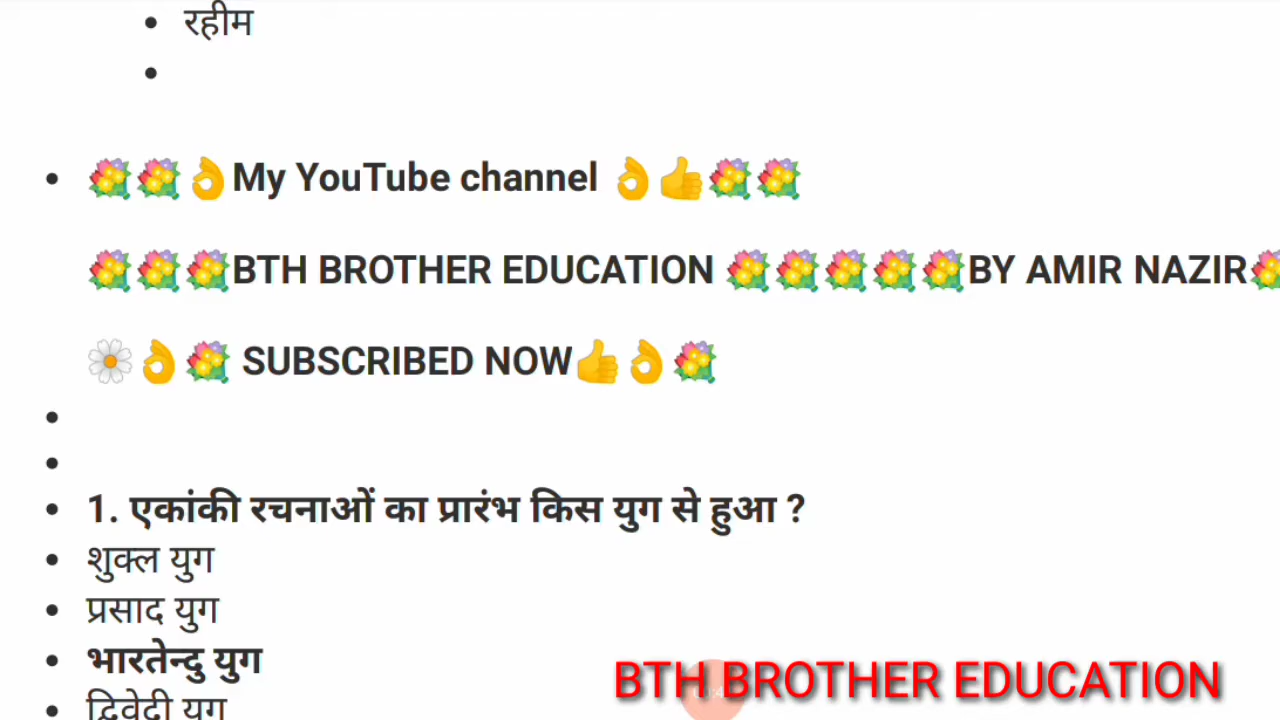 रहीम
💐💐👌My YouTube channel 👌👍💐💐
💐💐💐BTH BROTHER EDUCATION 💐💐💐💐💐BY AMIR NAZIR💐
🌼👌💐 SUBSCRIBED NOW👍👌💐
1. एकांकी रचनाओं का प्रारंभ किस युग से हुआ ?
शुक्ल युग
प्रसाद युग
भारतेन्दु युग
द्विवेदी युग
BTH BROTHER EDUCATION